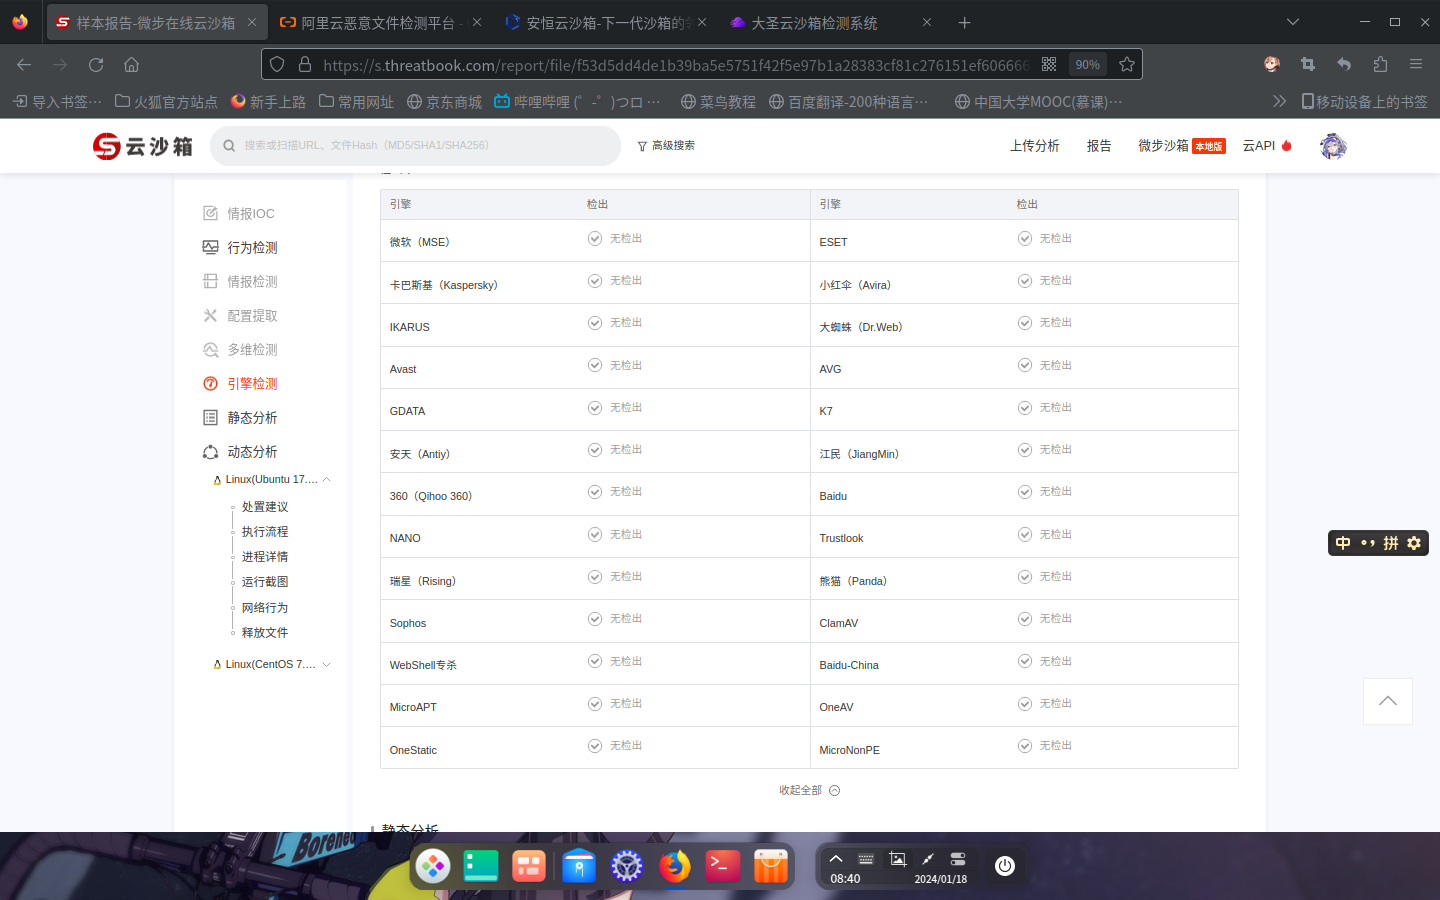 样本报告-微步在线云沙箱
阿里云恶意文件检测平台 -
安恒云沙箱-下一代沙箱的
大圣云沙箱检测系统
https://s.threatbook.com/report/file/f53d5dd4de1b39ba5e5751f42f5e97b1a28383cf81c276151ef606666
90%
导入书签…
火狐官方站点
新手上路
常用网址
京东商城
哔哩哔哩 (゜-゜)つロ …
菜鸟教程
百度翻译-200种语言…
中国大学MOOC(慕课)…
移动设备上的书签
云沙箱
搜索或扫描URL、文件Hash（MD5/SHA1/SHA256）
高级搜索
上传分析
报告
微步沙箱 本地版
云API
情报IOC
行为检测
情报检测
配置提取
多维检测
引擎检测
静态分析
动态分析
Linux(Ubuntu 17.…
处置建议
执行流程
进程详情
运行截图
网络行为
释放文件
Linux(CentOS 7.…
引擎 检出 引擎 检出
微软（MSE） 无检出 ESET 无检出
卡巴斯基（Kaspersky） 无检出 小红伞（Avira） 无检出
IKARUS 无检出 大蜘蛛（Dr.Web） 无检出
Avast 无检出 AVG 无检出
GDATA 无检出 K7 无检出
安天（Antiy） 无检出 江民（JiangMin） 无检出
360（Qihoo 360） 无检出 Baidu 无检出
NANO 无检出 Trustlook 无检出
瑞星（Rising） 无检出 熊猫（Panda） 无检出
Sophos 无检出 ClamAV 无检出
WebShell专杀 无检出 Baidu-China 无检出
MicroAPT 无检出 OneAV 无检出
OneStatic 无检出 MicroNonPE 无检出
收起全部
静态分析
中 拼
08:40
2024/01/18